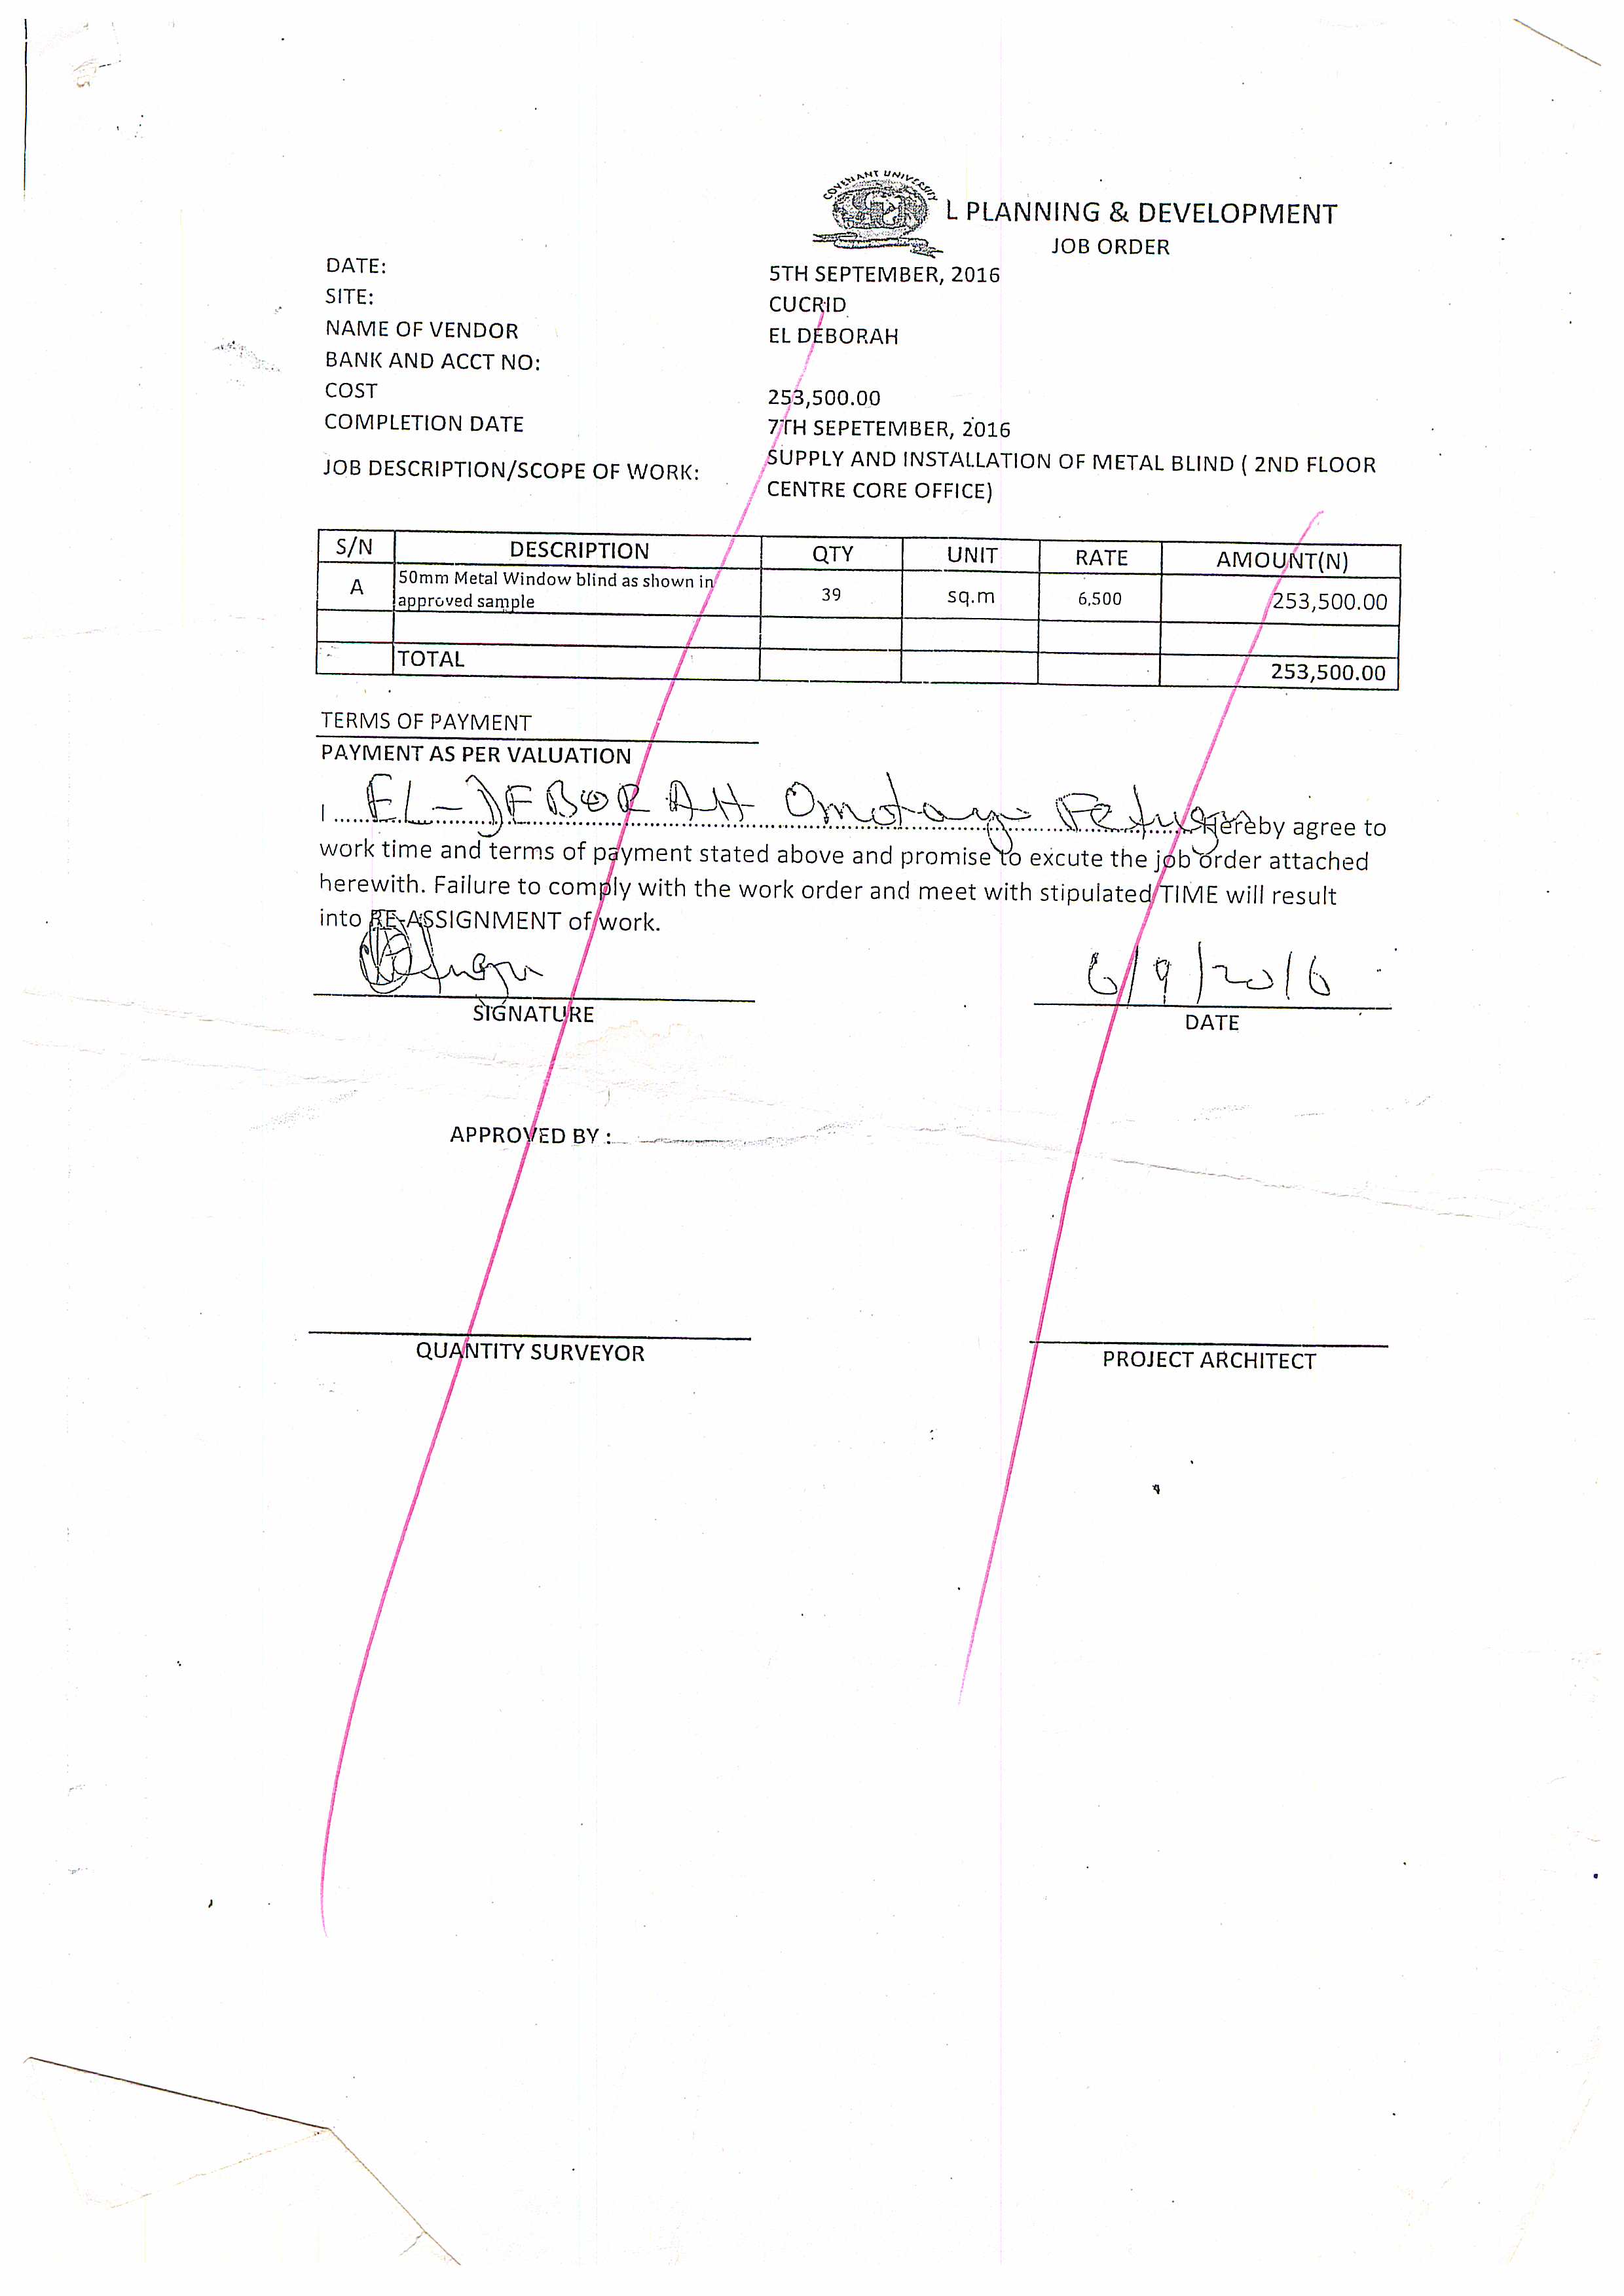 COVENANT UNIVERSITY
L PLANNING & DEVELOPMENT
JOB ORDER
DATE: 5TH SEPTEMBER, 2016
SITE: CUCRID
NAME OF VENDOR EL DEBORAH
BANK AND ACCT NO:
COST 253,500.00
COMPLETION DATE 7TH SEPETEMBER, 2016
JOB DESCRIPTION/SCOPE OF WORK: SUPPLY AND INSTALLATION OF METAL BLIND ( 2ND FLOOR
CENTRE CORE OFFICE)
S/N DESCRIPTION QTY UNIT RATE AMOUNT(N)
A 50mm Metal Window blind as shown in
approved sample 39 sq.m 6,500 253,500.00
TOTAL 253,500.00
TERMS OF PAYMENT
PAYMENT AS PER VALUATION
I EL-DEBORAH Omotayo Hereby agree to
work time and terms of payment stated above and promise to excute the job order attached
herewith. Failure to comply with the work order and meet with stipulated TIME will result
into RE-ASSIGNMENT of work.
6/9/2016
SIGNATURE DATE
APPROVED BY :
QUANTITY SURVEYOR PROJECT ARCHITECT